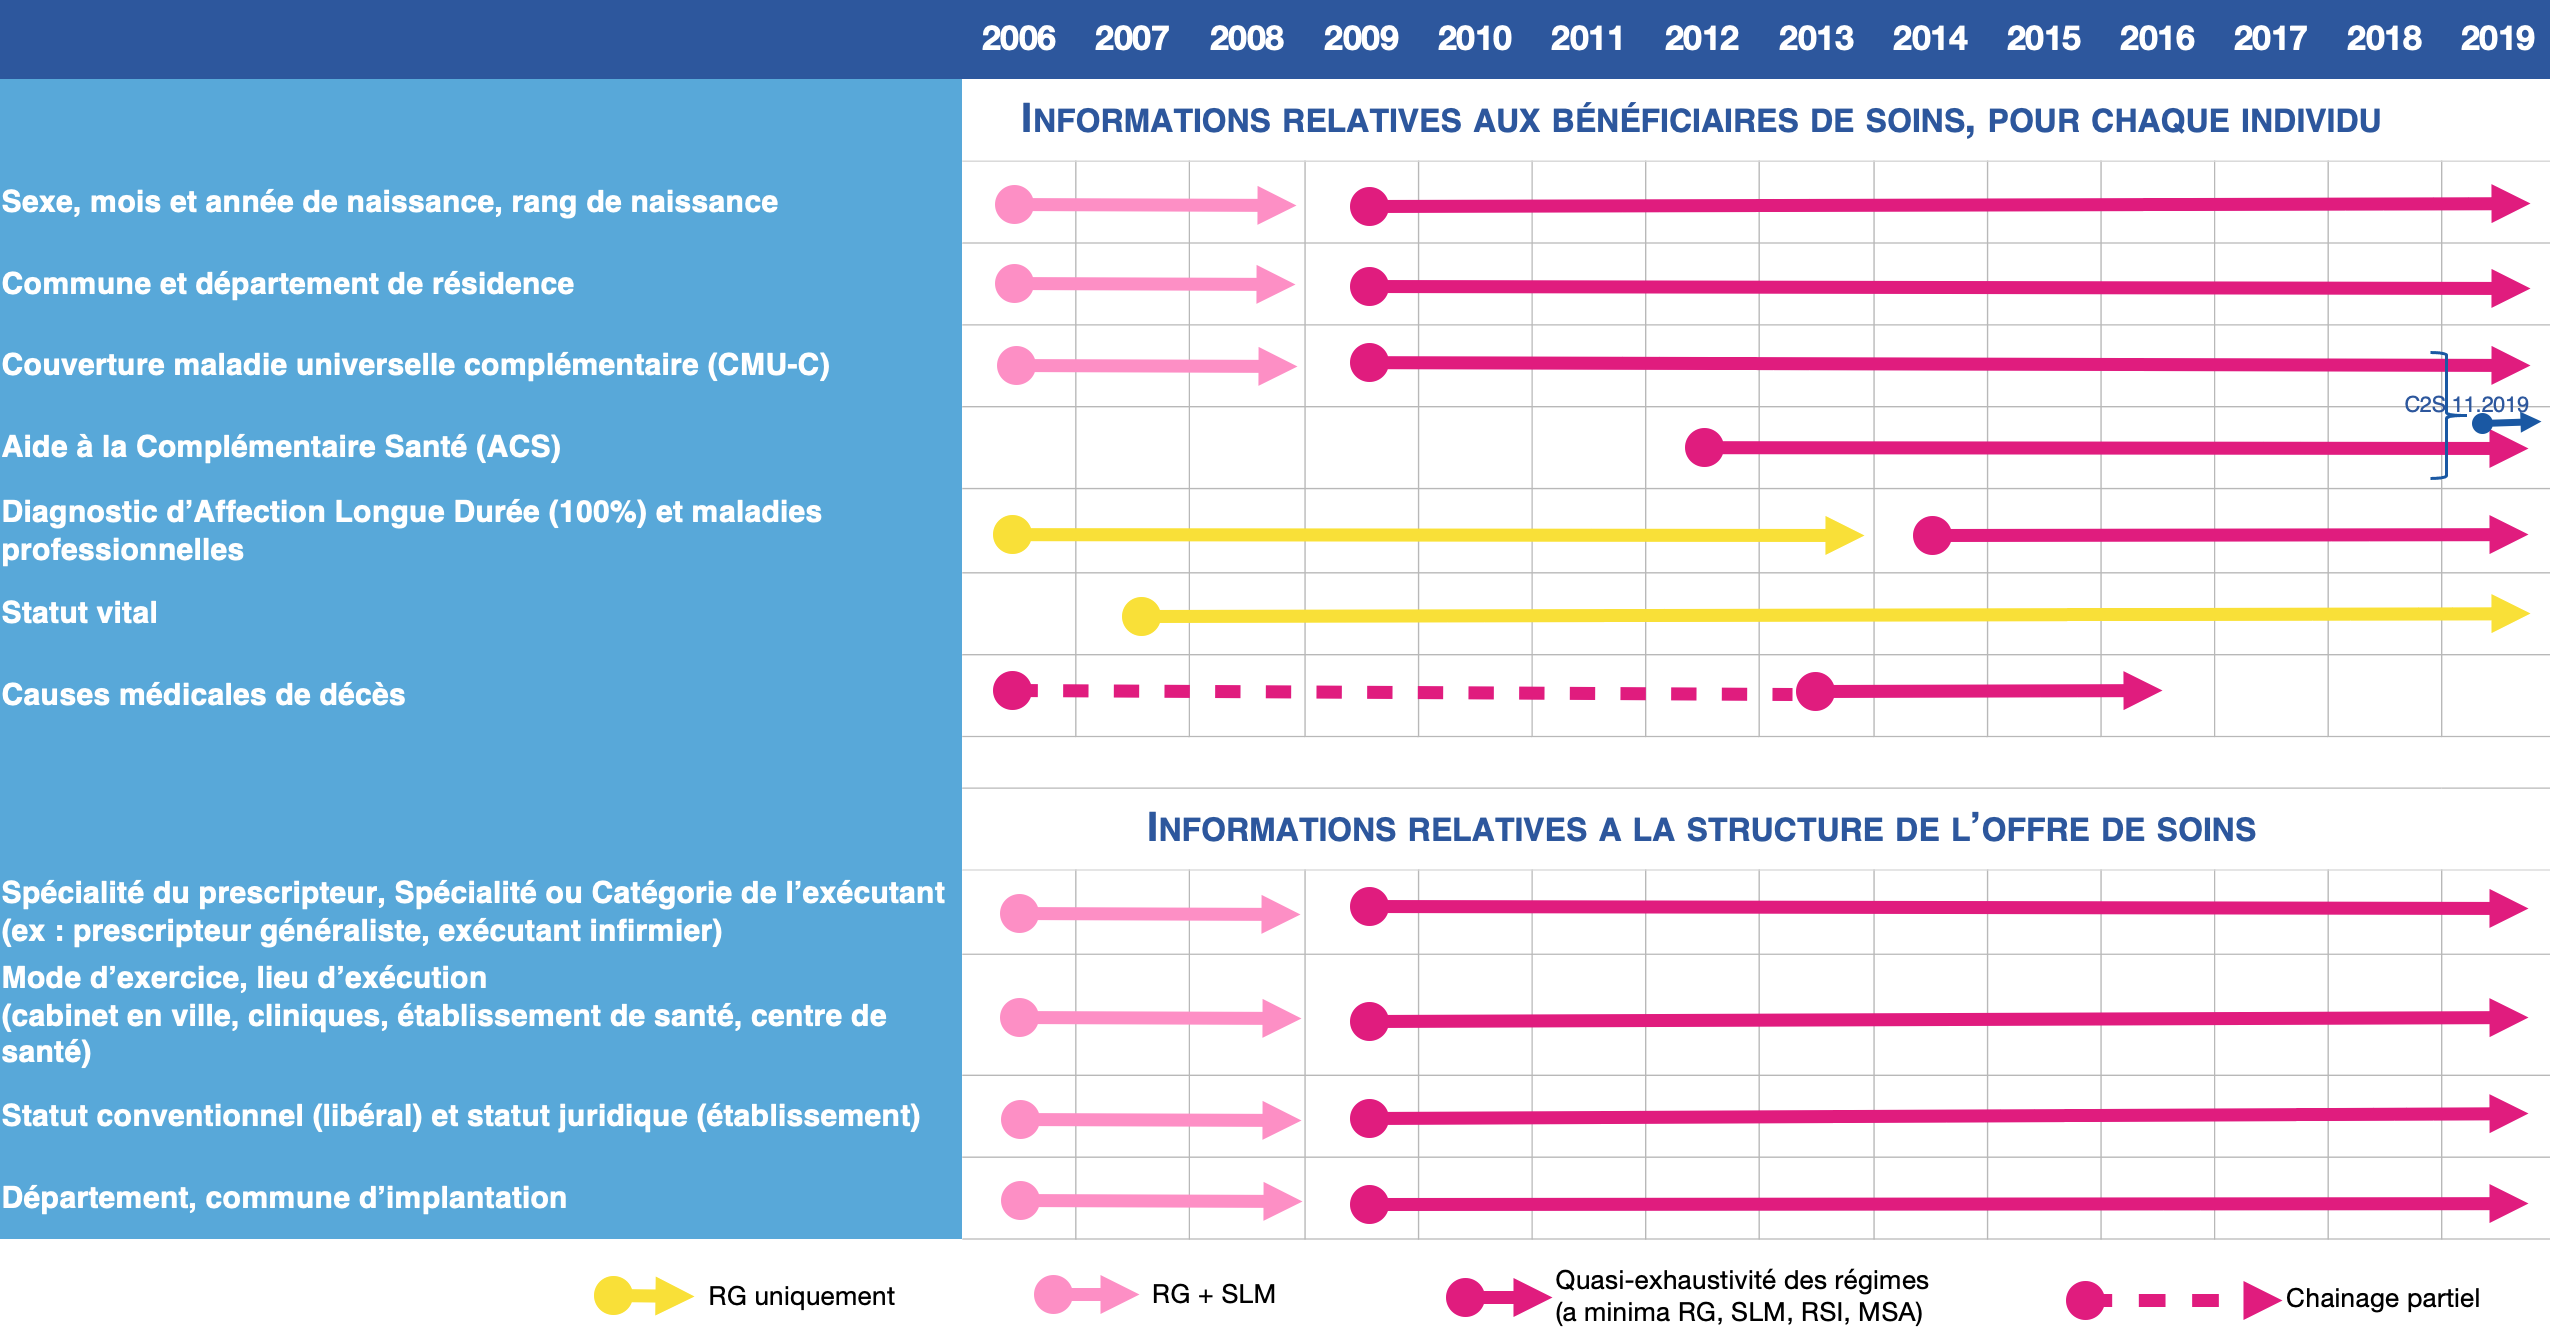 2006 2007 2008 2009 2010 2011 2012 2013 2014 2015 2016 2017 2018 2019
INFORMATIONS RELATIVES AUX BÉNÉFICIAIRES DE SOINS, POUR CHAQUE INDIVIDU
Sexe, mois et année de naissance, rang de naissance
Commune et département de résidence
Couverture maladie universelle complémentaire (CMU-C)
C2S 11.2019
Aide à la Complémentaire Santé (ACS)
Diagnostic d’Affection Longue Durée (100%) et maladies
professionnelles
Statut vital
Causes médicales de décès
INFORMATIONS RELATIVES A LA STRUCTURE DE L’OFFRE DE SOINS
Spécialité du prescripteur, Spécialité ou Catégorie de l’exécutant
(ex : prescripteur généraliste, exécutant infirmier)
Mode d’exercice, lieu d’exécution
(cabinet en ville, cliniques, établissement de santé, centre de
santé)
Statut conventionnel (libéral) et statut juridique (établissement)
Département, commune d’implantation
RG uniquement
RG + SLM
Quasi-exhaustivité des régimes
(a minima RG, SLM, RSI, MSA)
Chainage partiel